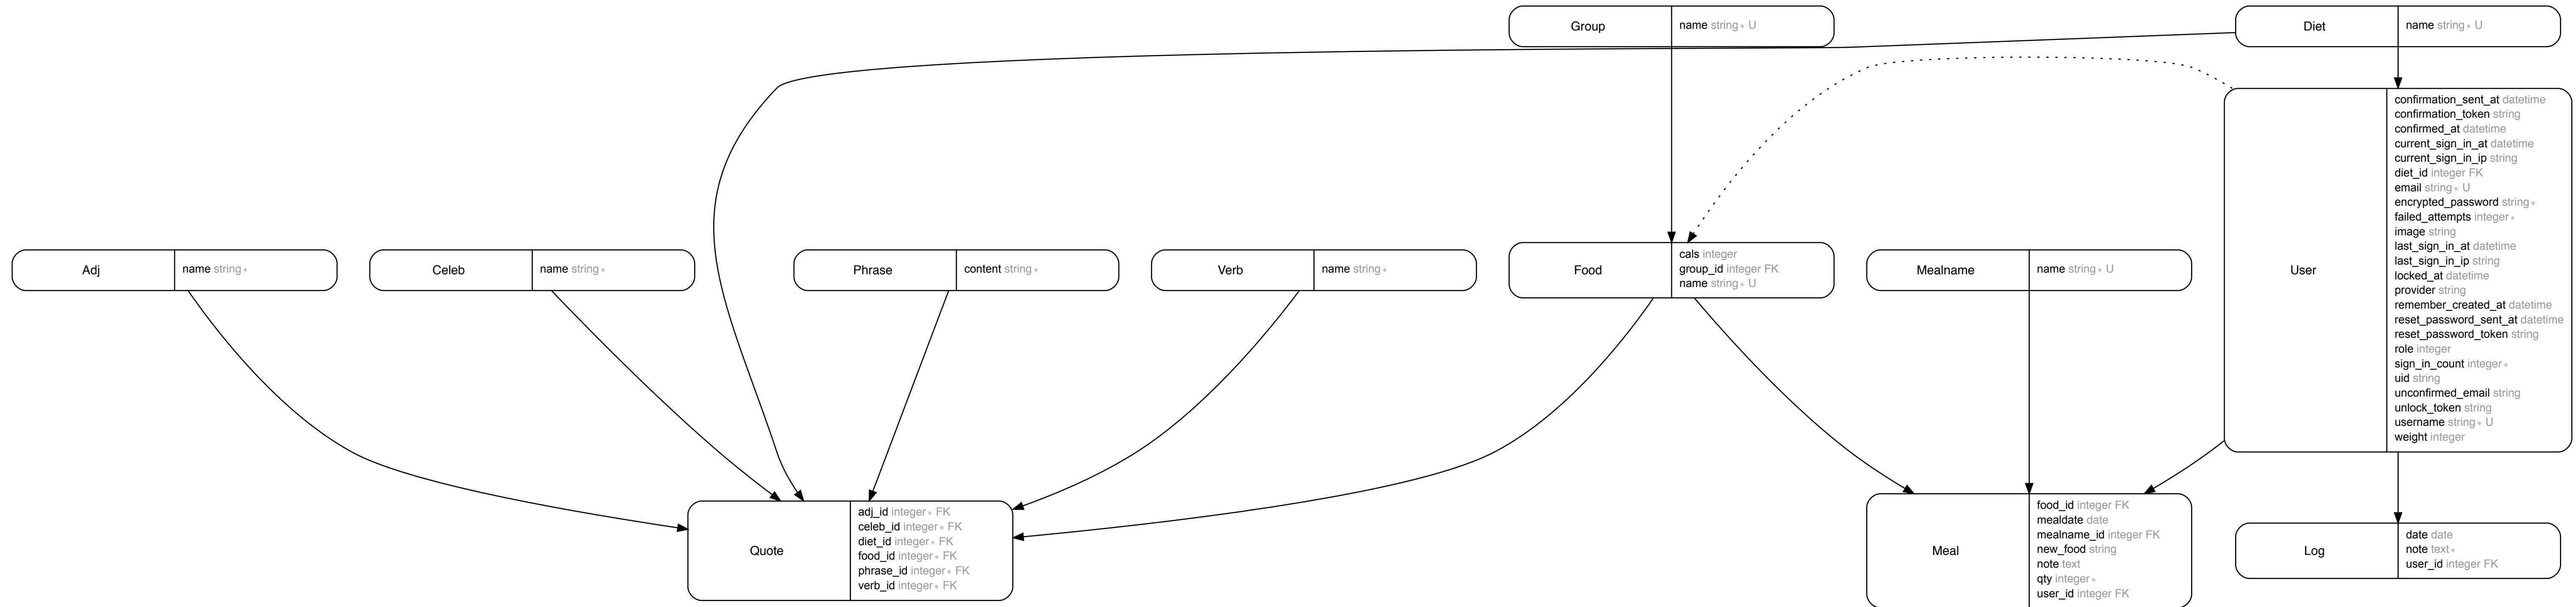 Group
name string∗ U
Diet
name string∗ U
User
confirmation_sent_at datetime
confirmation_token string
confirmed_at datetime
current_sign_in_at datetime
current_sign_in_ip string
diet_id integer FK
email string∗ U
encrypted_password string∗
failed_attempts integer∗
image string
last_sign_in_at datetime
last_sign_in_ip string
locked_at datetime
provider string
remember_created_at datetime
reset_password_sent_at datetime
reset_password_token string
role integer
sign_in_count integer∗
uid string
unconfirmed_email string
unlock_token string
username string∗ U
weight integer
Adj
name string∗
Celeb
name string∗
Phrase
content string∗
Verb
name string∗
Food
cals integer
group_id integer FK
name string∗ U
Mealname
name string∗ U
Quote
adj_id integer∗ FK
celeb_id integer∗ FK
diet_id integer∗ FK
food_id integer∗ FK
phrase_id integer∗ FK
verb_id integer∗ FK
Meal
food_id integer FK
mealdate date
mealname_id integer FK
new_food string
note text
qty integer∗
user_id integer FK
Log
date date
note text∗
user_id integer FK